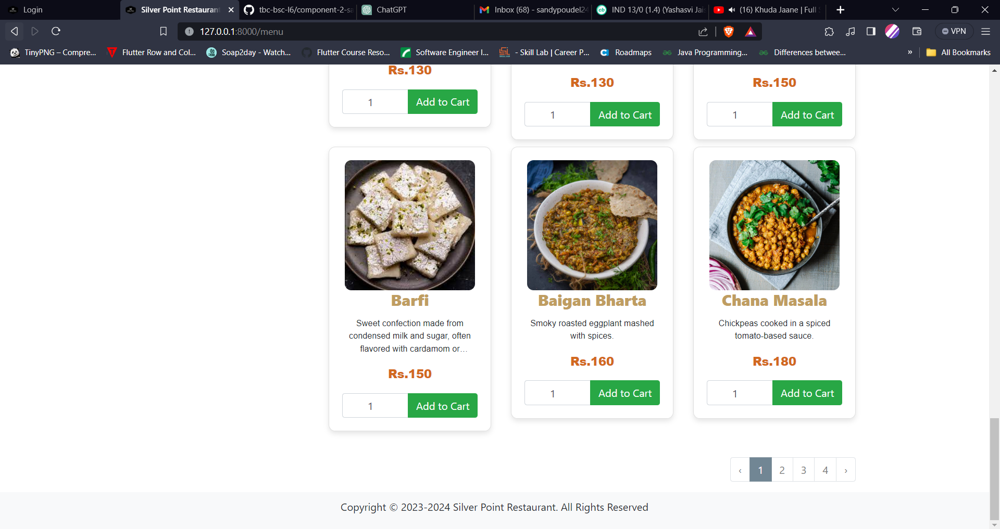 Login
Silver Point Restaurant
tbc-bsc-l6/component-2-sa
ChatGPT
Inbox (68) - sandypoudel24
IND 13/0 (1.4) (Yashasvi Jais
(16) Khuda Jaane | Full S
127.0.0.1:8000/menu
VPN
TinyPNG – Compre...
Flutter Row and Col...
Soap2day - Watch...
Flutter Course Reso...
Software Engineer I...
- Skill Lab | Career P...
Roadmaps
Java Programming...
Differences betwee...
»
All Bookmarks
Rs.130
1 Add to Cart
Rs.130
1 Add to Cart
Rs.150
1 Add to Cart
Barfi
Sweet confection made from
condensed milk and sugar, often
flavored with cardamom or...
Rs.150
1 Add to Cart
Baigan Bharta
Smoky roasted eggplant mashed
with spices.
Rs.160
1 Add to Cart
Chana Masala
Chickpeas cooked in a spiced
tomato-based sauce.
Rs.180
1 Add to Cart
‹ 1 2 3 4 ›
Copyright © 2023-2024 Silver Point Restaurant. All Rights Reserved